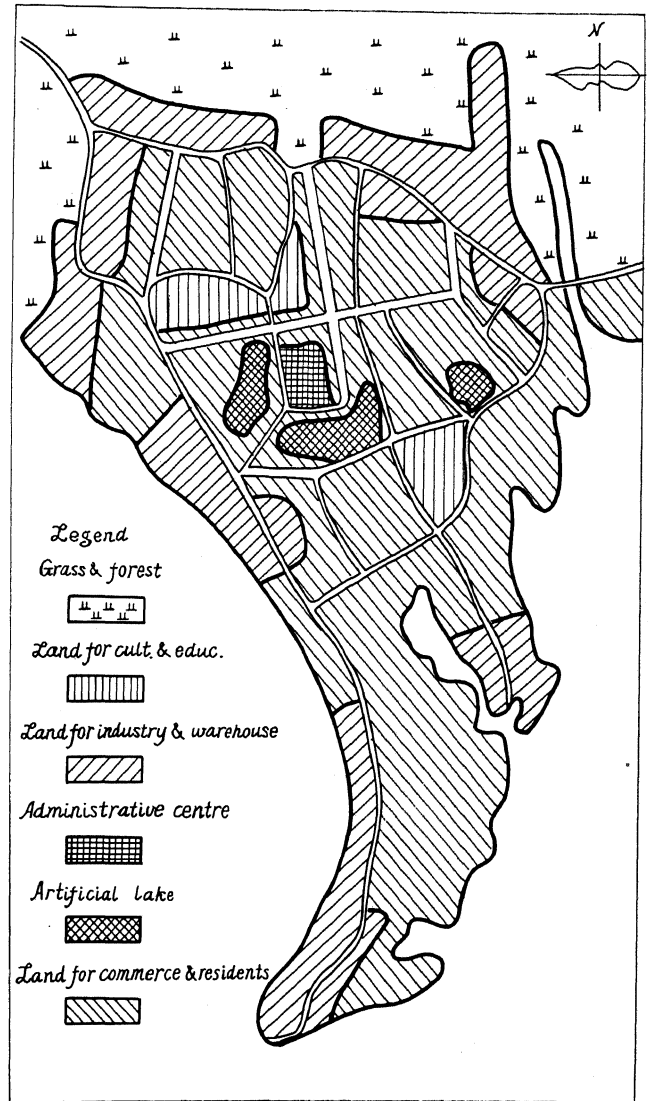 N
Legend
Grass & forest
Land for cult. & educ.
Land for industry & warehouse
Administrative centre
Artificial lake
Land for commerce & residents